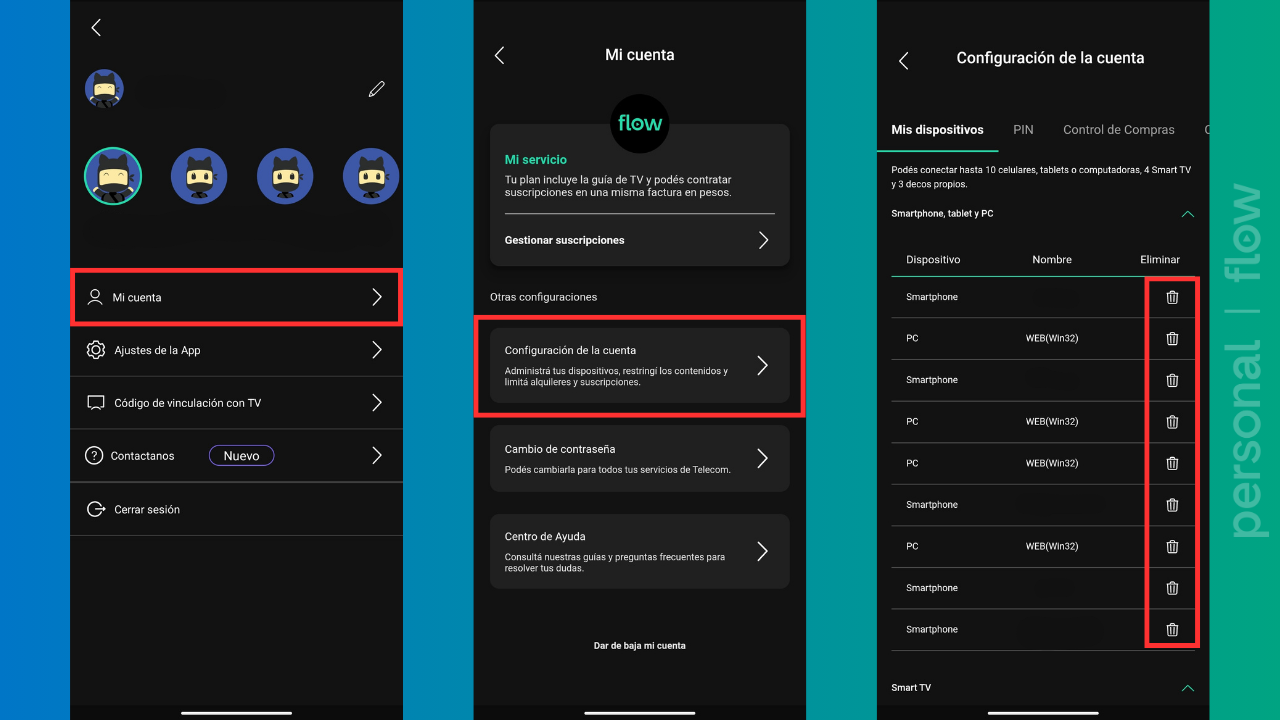 Mi cuenta
Ajustes de la App
Código de vinculación con TV
Contactanos
Nuevo
Cerrar sesión
Mi cuenta
flow
Mi servicio
Tu plan incluye la guía de TV y podés contratar
suscripciones en una misma factura en pesos.
Gestionar suscripciones
Otras configuraciones
Configuración de la cuenta
Administrá tus dispositivos, restringí los contenidos y
limitá alquileres y suscripciones.
Cambio de contraseña
Podés cambiarla para todos tus servicios de Telecom.
Centro de Ayuda
Consultá nuestras guías y preguntas frecuentes para
resolver tus dudas.
Dar de baja mi cuenta
Configuración de la cuenta
Mis dispositivos PIN Control de Compras
Podés conectar hasta 10 celulares, tablets o computadoras, 4 Smart TV
y 3 decos propios.
Smartphone, tablet y PC
Dispositivo Nombre Eliminar
Smartphone
PC WEB(Win32)
Smartphone
PC WEB(Win32)
PC WEB(Win32)
Smartphone
PC WEB(Win32)
Smartphone
Smartphone
Smart TV
personal | flow